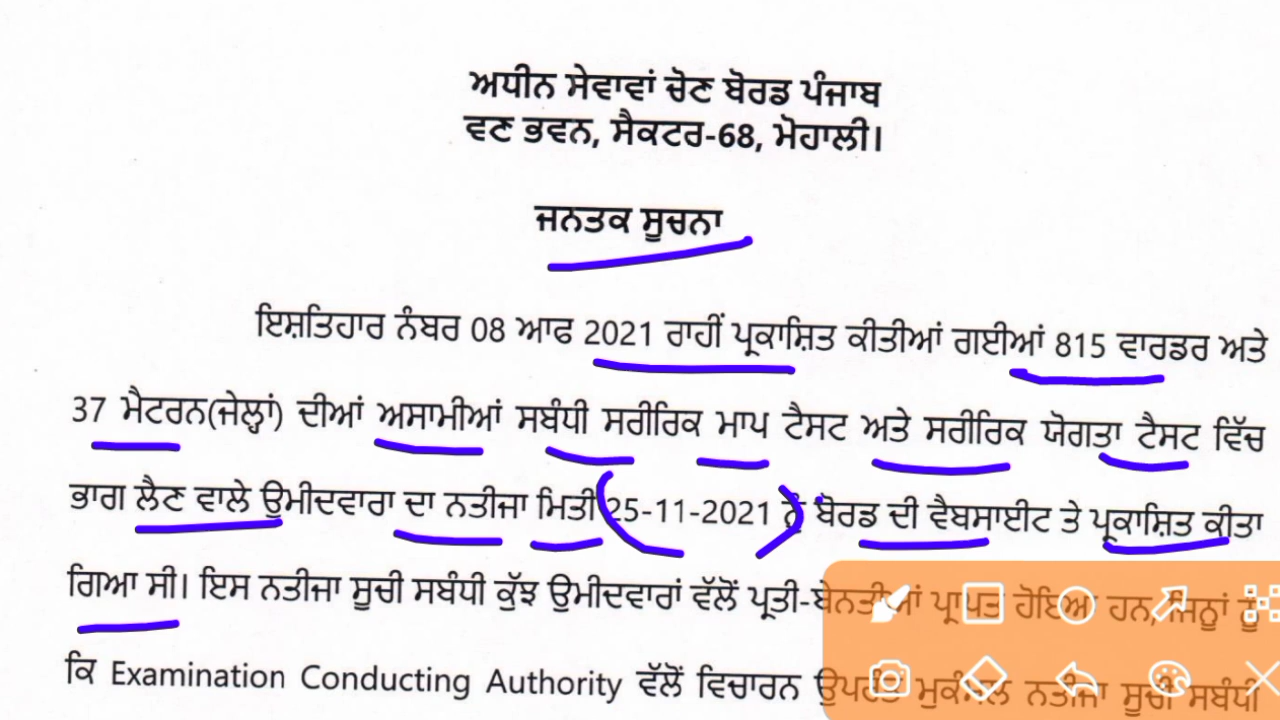 ਅਧੀਨ ਸੇਵਾਵਾਂ ਚੋਣ ਬੋਰਡ ਪੰਜਾਬ
ਵਣ ਭਵਨ, ਸੈਕਟਰ-68, ਮੋਹਾਲੀ।
ਜਨਤਕ ਸੂਚਨਾ
ਇਸ਼ਤਿਹਾਰ ਨੰਬਰ 08 ਆਫ 2021 ਰਾਹੀਂ ਪ੍ਰਕਾਸ਼ਿਤ ਕੀਤੀਆਂ ਗਈਆਂ 815 ਵਾਰਡਰ ਅਤੇ
37 ਮੈਟਰਨ(ਜੇਲ੍ਹਾਂ) ਦੀਆਂ ਅਸਾਮੀਆਂ ਸਬੰਧੀ ਸਰੀਰਿਕ ਮਾਪ ਟੈਸਟ ਅਤੇ ਸਰੀਰਿਕ ਯੋਗਤਾ ਟੈਸਟ ਵਿੱਚ
ਭਾਗ ਲੈਣ ਵਾਲੇ ਉਮੀਦਵਾਰਾ ਦਾ ਨਤੀਜਾ ਮਿਤੀ 25-11-2021 ਨੂੰ ਬੋਰਡ ਦੀ ਵੈਬਸਾਈਟ ਤੇ ਪ੍ਰਕਾਸ਼ਿਤ ਕੀਤਾ
ਗਿਆ ਸੀ। ਇਸ ਨਤੀਜਾ ਸੂਚੀ ਸਬੰਧੀ ਕੁੱਝ ਉਮੀਦਵਾਰਾਂ ਵੱਲੋਂ ਪ੍ਰਤੀ-ਬੇਨਤੀਆਂ ਪ੍ਰਾਪਤ ਹੋਇਆ ਹਨ, ਜਿਨ੍ਹਾਂ ਨੂੰ
ਕਿ Examination Conducting Authority ਵੱਲੋਂ ਵਿਚਾਰਨ ਉਪਰੰਤ ਮੁਕੰਮਲ ਨਤੀਜਾ ਸੂਚੀ ਸਬੰਧੀ